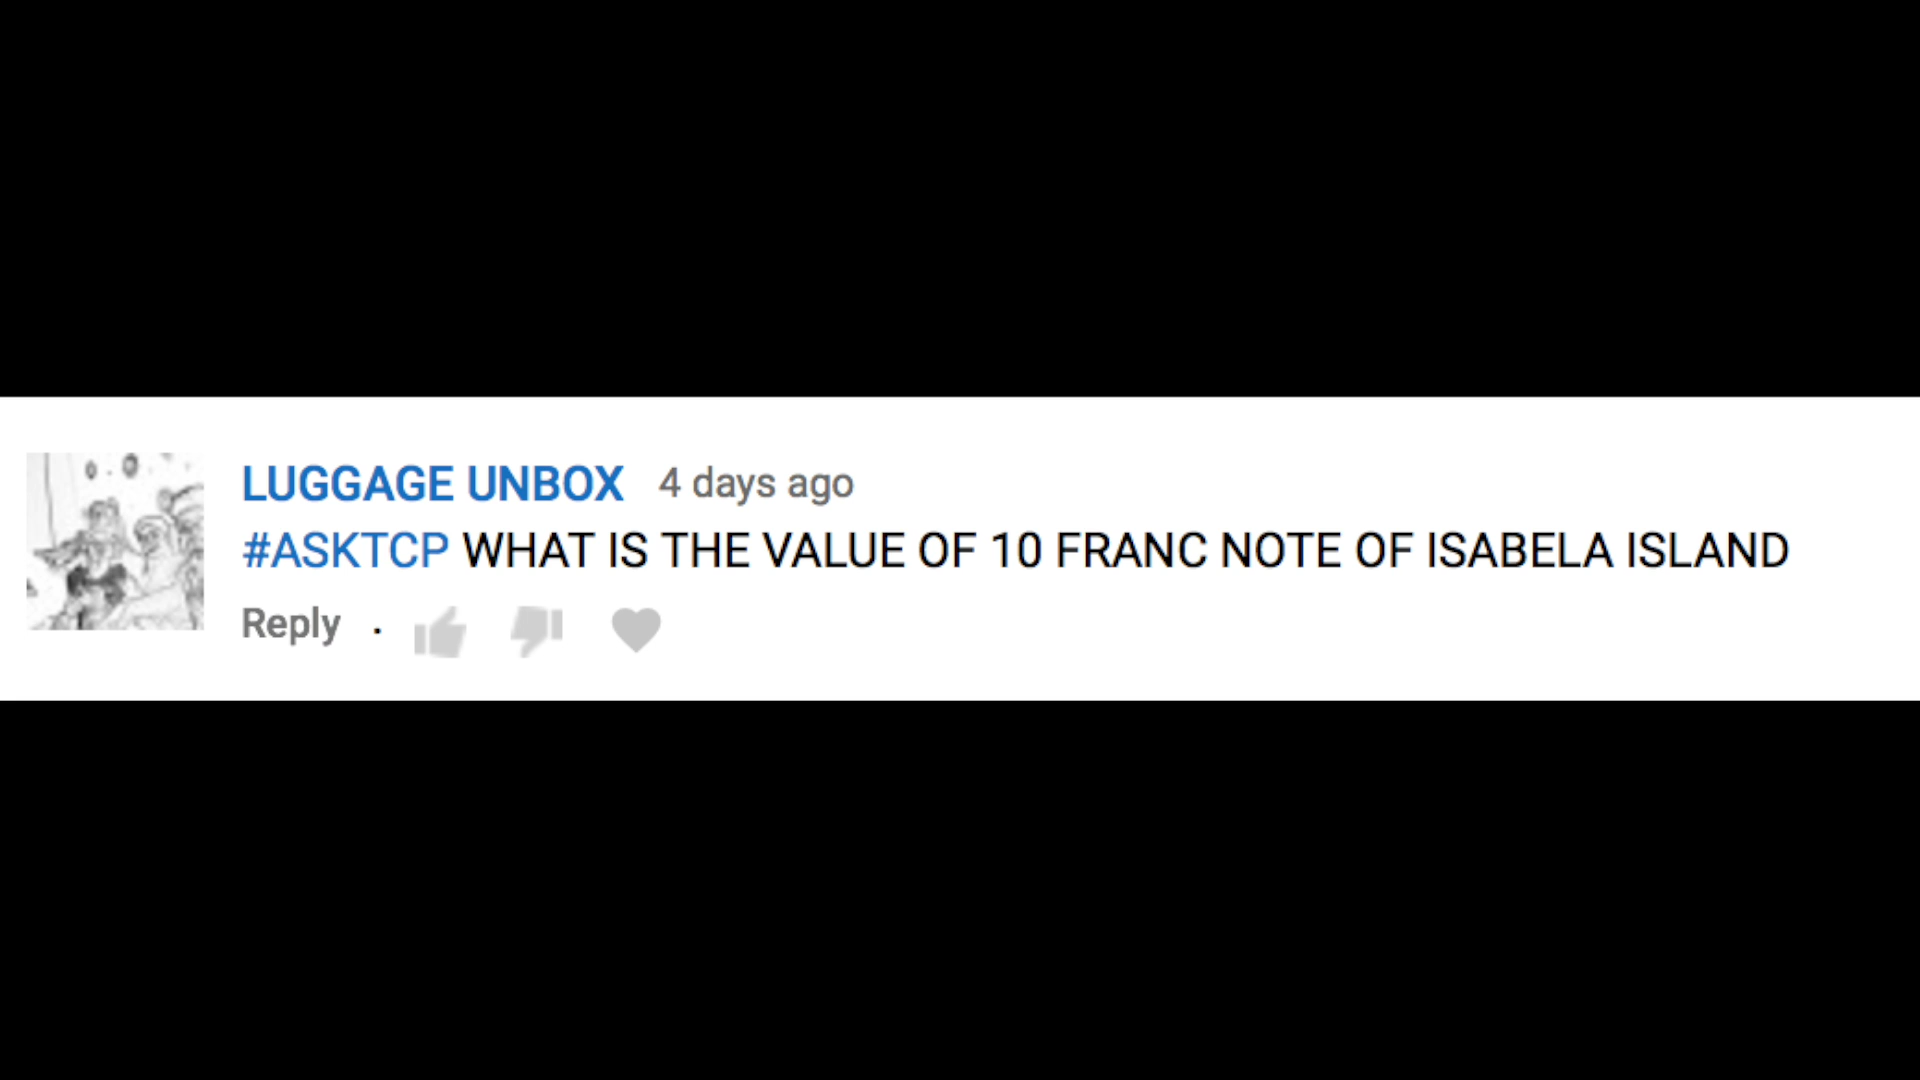 LUGGAGE UNBOX 4 days ago
#ASKTCP WHAT IS THE VALUE OF 10 FRANC NOTE OF ISABELA ISLAND
Reply .